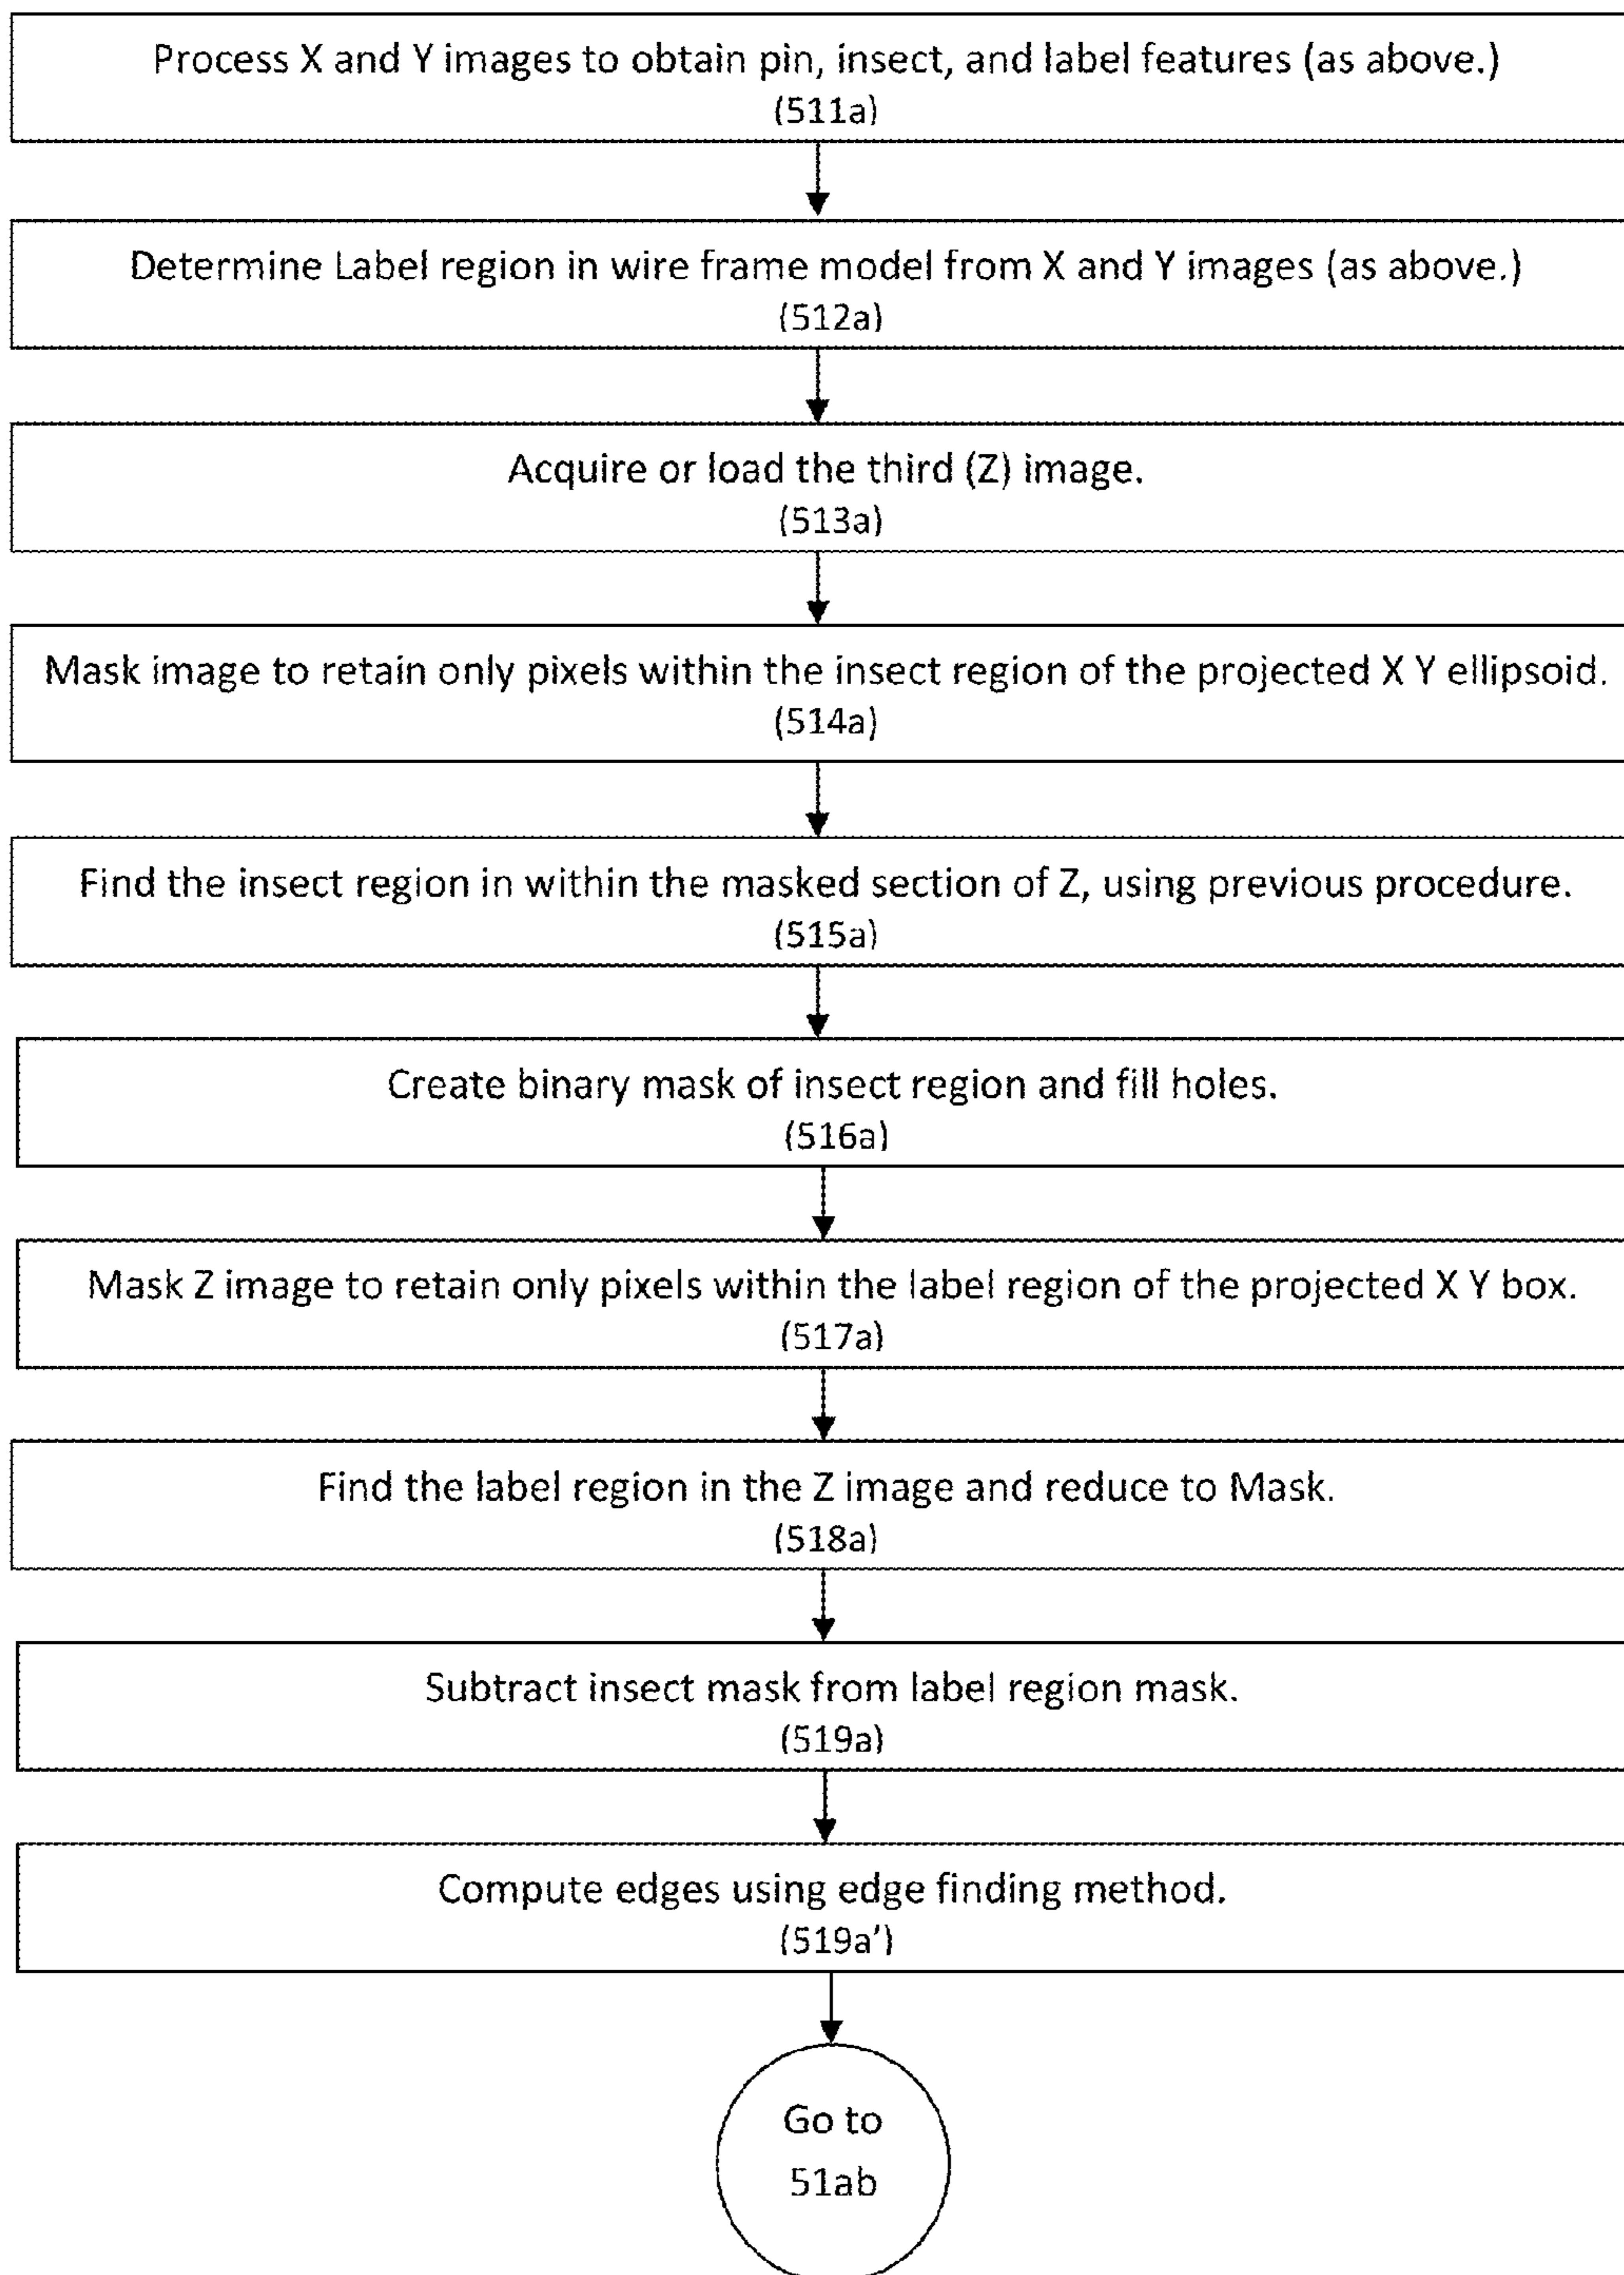 Process X and Y images to obtain pin, insect, and label features (as above.)
(511a)
Determine Label region in wire frame model from X and Y images (as above.)
(512a)
Acquire or load the third (Z) image.
(513a)
Mask image to retain only pixels within the insect region of the projected X Y ellipsoid.
(514a)
Find the insect region in within the masked section of Z, using previous procedure.
(515a)
Create binary mask of insect region and fill holes.
(516a)
Mask Z image to retain only pixels within the label region of the projected X Y box.
(517a)
Find the label region in the Z image and reduce to Mask.
(518a)
Subtract insect mask from label region mask.
(519a)
Compute edges using edge finding method.
(519a’)
Go to
51ab